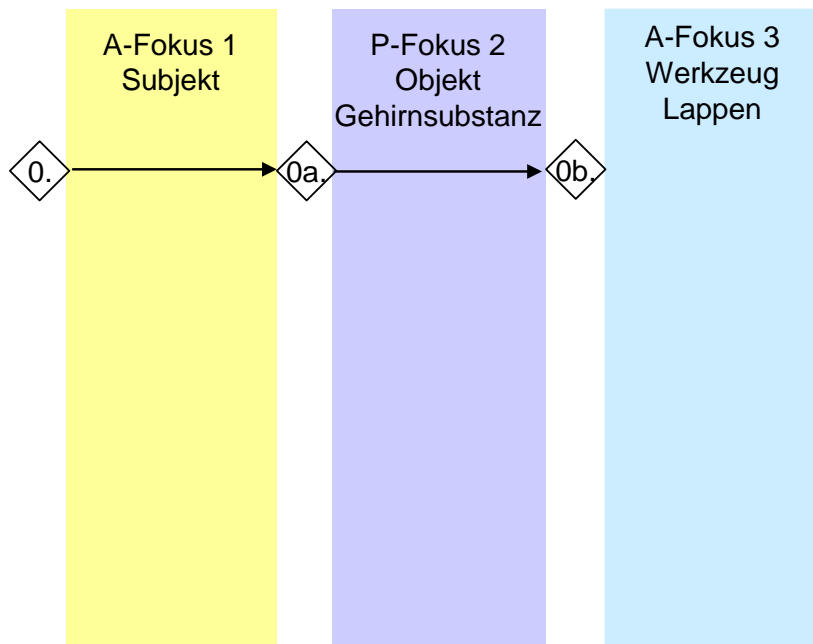 A-Fokus 1
Subjekt
P-Fokus 2
Objekt
Gehirnsubstanz
A-Fokus 3
Werkzeug
Lappen
0.
0a.
0b.